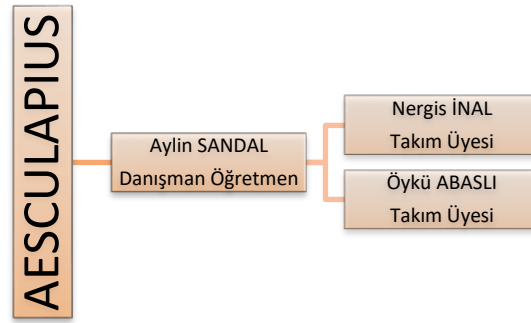 AESCULAPIUS
Aylin SANDAL
Danışman Öğretmen
Nergis İNAL
Takım Üyesi
Öykü ABASLI
Takım Üyesi